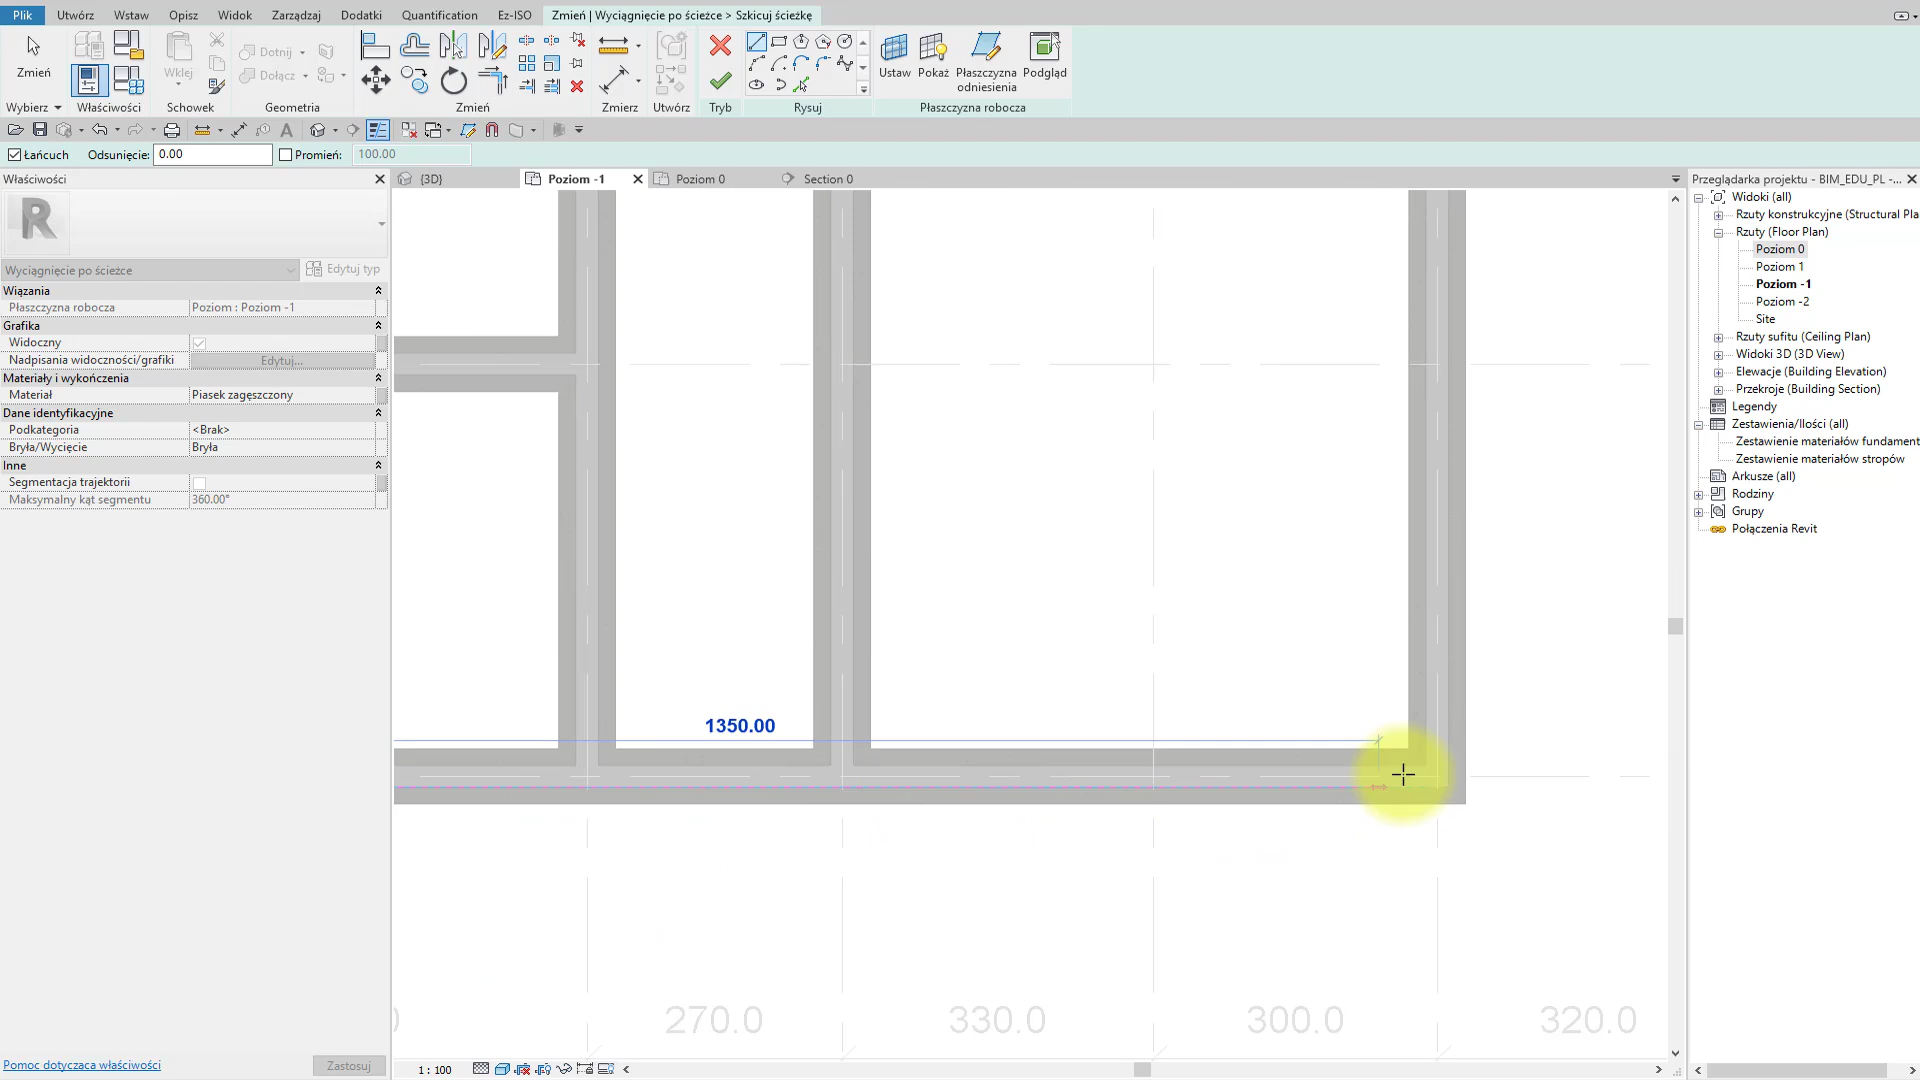 Plik Utwórz Wstaw Opisz Widok Zarządzaj Dodatki Quantification Ez-ISO Zmień | Wyciągnięcie po ścieżce > Szkicuj ścieżkę
Zmień Wklej Dotnij Dołącz Ustaw Pokaż Płaszczyzna odniesienia Podgląd
Wybierz Właściwości Schowek Geometria Zmień Zmierz Utwórz Tryb Rysuj Płaszczyzna robocza
Łańcuch Odsunięcie: 0.00 Promień: 100.00
Właściwości
{3D} Poziom -1 Poziom 0 Section 0
R
Wyciągnięcie po ścieżce Edytuj typ
Wiązania
Płaszczyzna robocza Poziom : Poziom -1
Grafika
Widoczny
Nadpisania widoczności/grafiki Edytuj...
Materiały i wykończenia
Materiał Piasek zagęszczony
Dane identyfikacyjne
Podkategoria <Brak>
Bryła/Wycięcie Bryła
Inne
Segmentacja trajektorii
Maksymalny kąt segmentu 360.00°
Pomoc dotycząca właściwości Zastosuj
1350.00
270.0 330.0 300.0 320.0
1 : 100
Przeglądarka projektu - BIM_EDU_PL -...
Widoki (all)
Rzuty konstrukcyjne (Structural Pla
Rzuty (Floor Plan)
Poziom 0
Poziom 1
Poziom -1
Poziom -2
Site
Rzuty sufitu (Ceiling Plan)
Widoki 3D (3D View)
Elewacje (Building Elevation)
Przekroje (Building Section)
Legendy
Zestawienia/Ilości (all)
Zestawienie materiałów fundament
Zestawienie materiałów stropów
Arkusze (all)
Rodziny
Grupy
Połączenia Revit